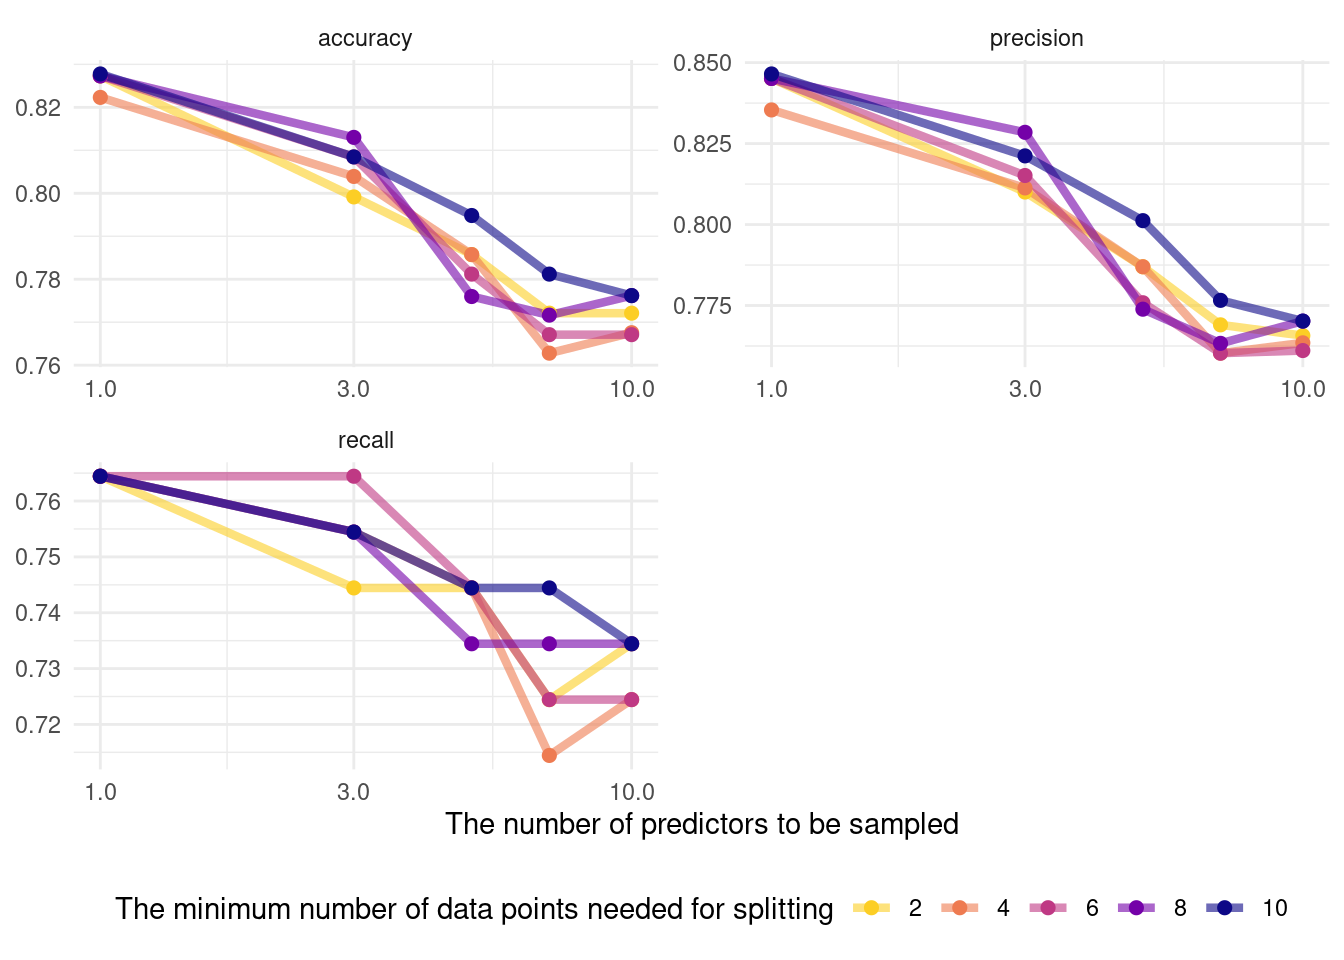 accuracy
precision
0.82
0.80
0.78
0.76
1.0 3.0 10.0
0.850
0.825
0.800
0.775
1.0 3.0 10.0
recall
0.76
0.75
0.74
0.73
0.72
1.0 3.0 10.0
The number of predictors to be sampled
The minimum number of data points needed for splitting 2 4 6 8 10